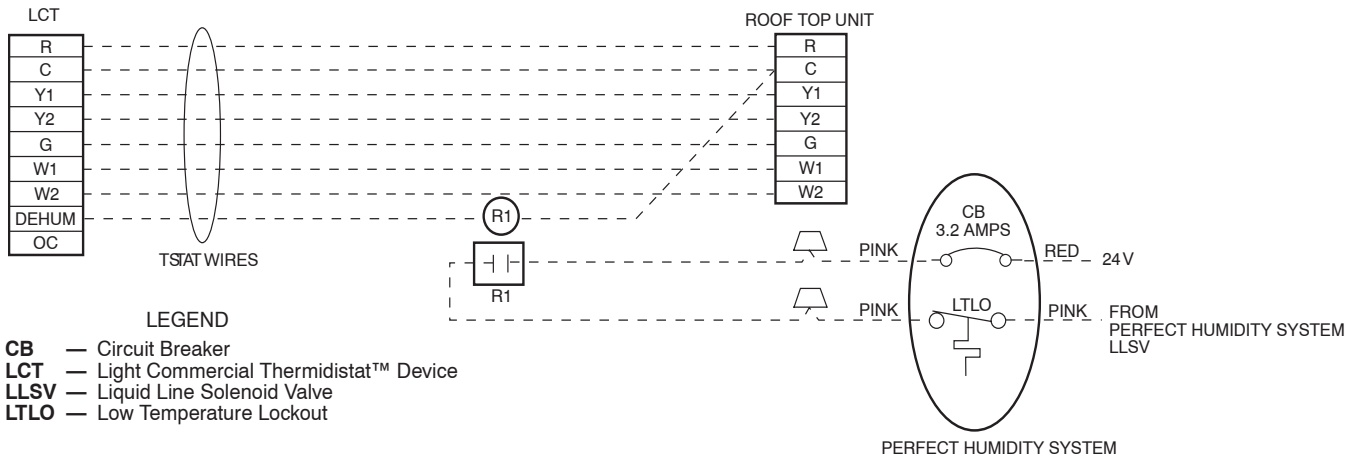 LCT
R
C
Y1
Y2
G
W1
W2
DEHUM
OC
TSTAT WIRES
ROOF TOP UNIT
R
C
Y1
Y2
G
W1
W2
R1
R1
CB
3.2 AMPS
PINK
RED
24V
LTLO
PINK
PINK
FROM
PERFECT HUMIDITY SYSTEM
LLSV
PERFECT HUMIDITY SYSTEM
LEGEND
CB — Circuit Breaker
LCT — Light Commercial Thermidistat™ Device
LLSV — Liquid Line Solenoid Valve
LTLO — Low Temperature Lockout